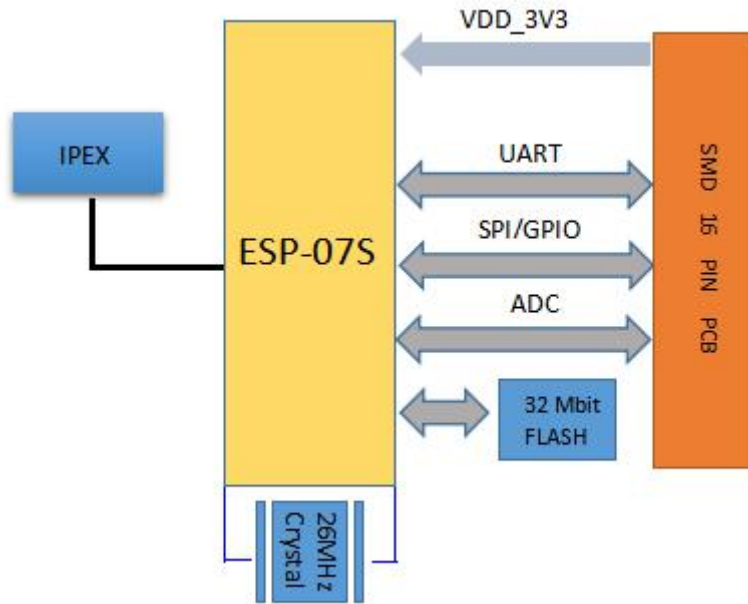 VDD_3V3
IPEX
ESP-07S
UART
SPI/GPIO
ADC
32 Mbit
FLASH
SMD 16 PIN PCB
26MHz
Crystal